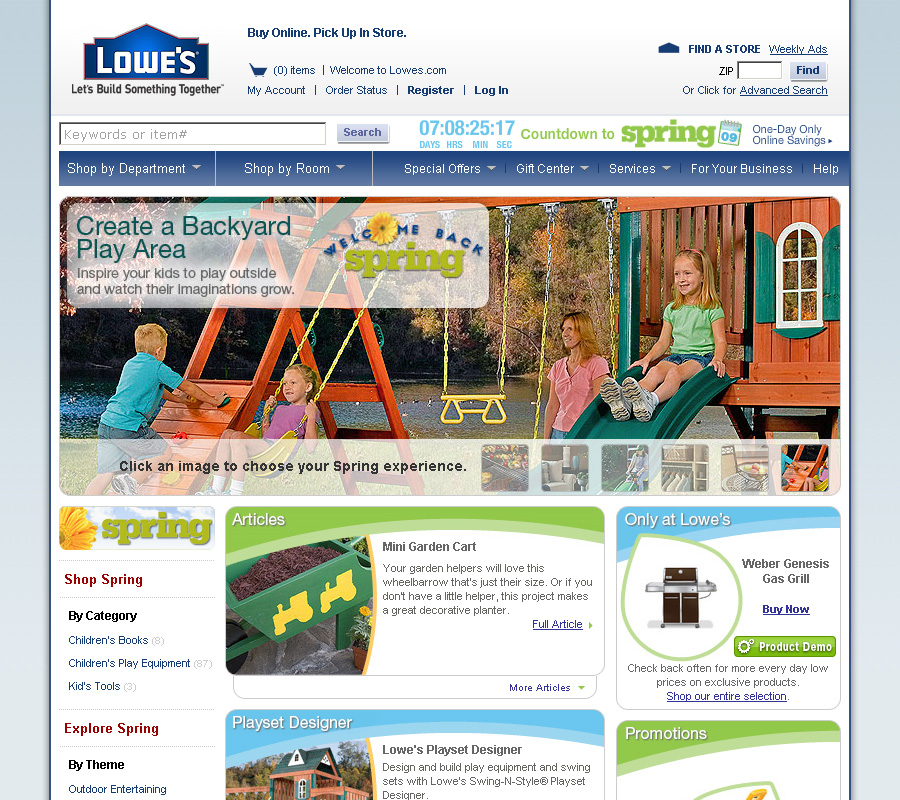 Buy Online. Pick Up In Store.
LOWE'S
Let's Build Something Together
(0) items | Welcome to Lowes.com
My Account | Order Status | Register | Log In
FIND A STORE Weekly Ads
ZIP Find
Or Click for Advanced Search
Keywords or item# Search
07:08:25:17
DAYS HRS MIN SEC
Countdown to spring 09
One-Day Only
Online Savings
Shop by Department Shop by Room Special Offers Gift Center Services For Your Business Help
Create a Backyard
Play Area
Inspire your kids to play outside
and watch their imaginations grow.
WELCOME BACK
spring
Click an image to choose your Spring experience.
spring
Shop Spring
By Category
Children's Books (8)
Children's Play Equipment (87)
Kid's Tools (3)
Explore Spring
By Theme
Outdoor Entertaining
Articles
Mini Garden Cart
Your garden helpers will love this
wheelbarrow that's just their size. Or if you
don't have a little helper, this project makes
a great decorative planter.
Full Article
More Articles
Playset Designer
Lowe's Playset Designer
Design and build play equipment and swing
sets with Lowe's Swing-N-Style® Playset
Designer.
Only at Lowe's
Weber Genesis
Gas Grill
Buy Now
Product Demo
Check back often for more every day low
prices on exclusive products.
Shop our entire selection.
Promotions